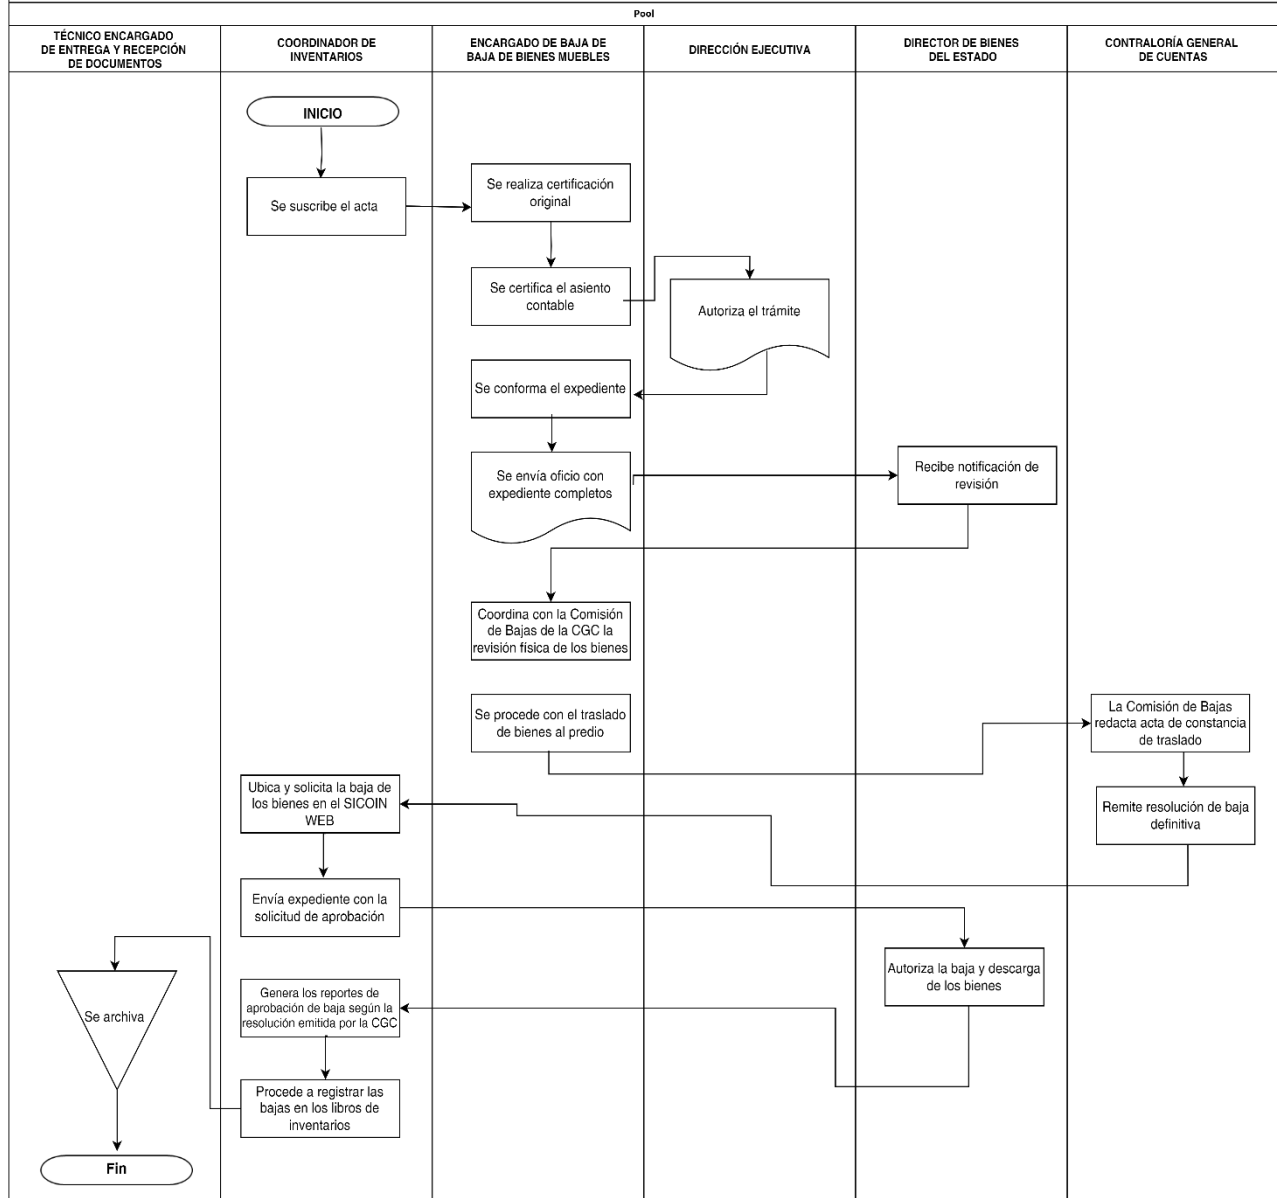 Pool
TÉCNICO ENCARGADO
DE ENTREGA Y RECEPCIÓN
DE DOCUMENTOS
COORDINADOR DE
INVENTARIOS
ENCARGADO DE BAJA DE
BAJA DE BIENES MUEBLES
DIRECCIÓN EJECUTIVA
DIRECTOR DE BIENES
DEL ESTADO
CONTRALORÍA GENERAL
DE CUENTAS
INICIO
Se suscribe el acta
Se realiza certificación
original
Se certifica el asiento
contable
Autoriza el trámite
Se conforma el expediente
Se envía oficio con
expediente completos
Recibe notificación de
revisión
Coordina con la Comisión
de Bajas de la CGC la
revisión física de los bienes
Se procede con el traslado
de bienes al predio
La Comisión de Bajas
redacta acta de constancia
de traslado
Remite resolución de baja
definitiva
Ubica y solicita la baja de
los bienes en el SICOIN
WEB
Envía expediente con la
solicitud de aprobación
Autoriza la baja y descarga
de los bienes
Genera los reportes de
aprobación de baja según la
resolución emitida por la CGC
Procede a registrar las
bajas en los libros de
inventarios
Se archiva
Fin